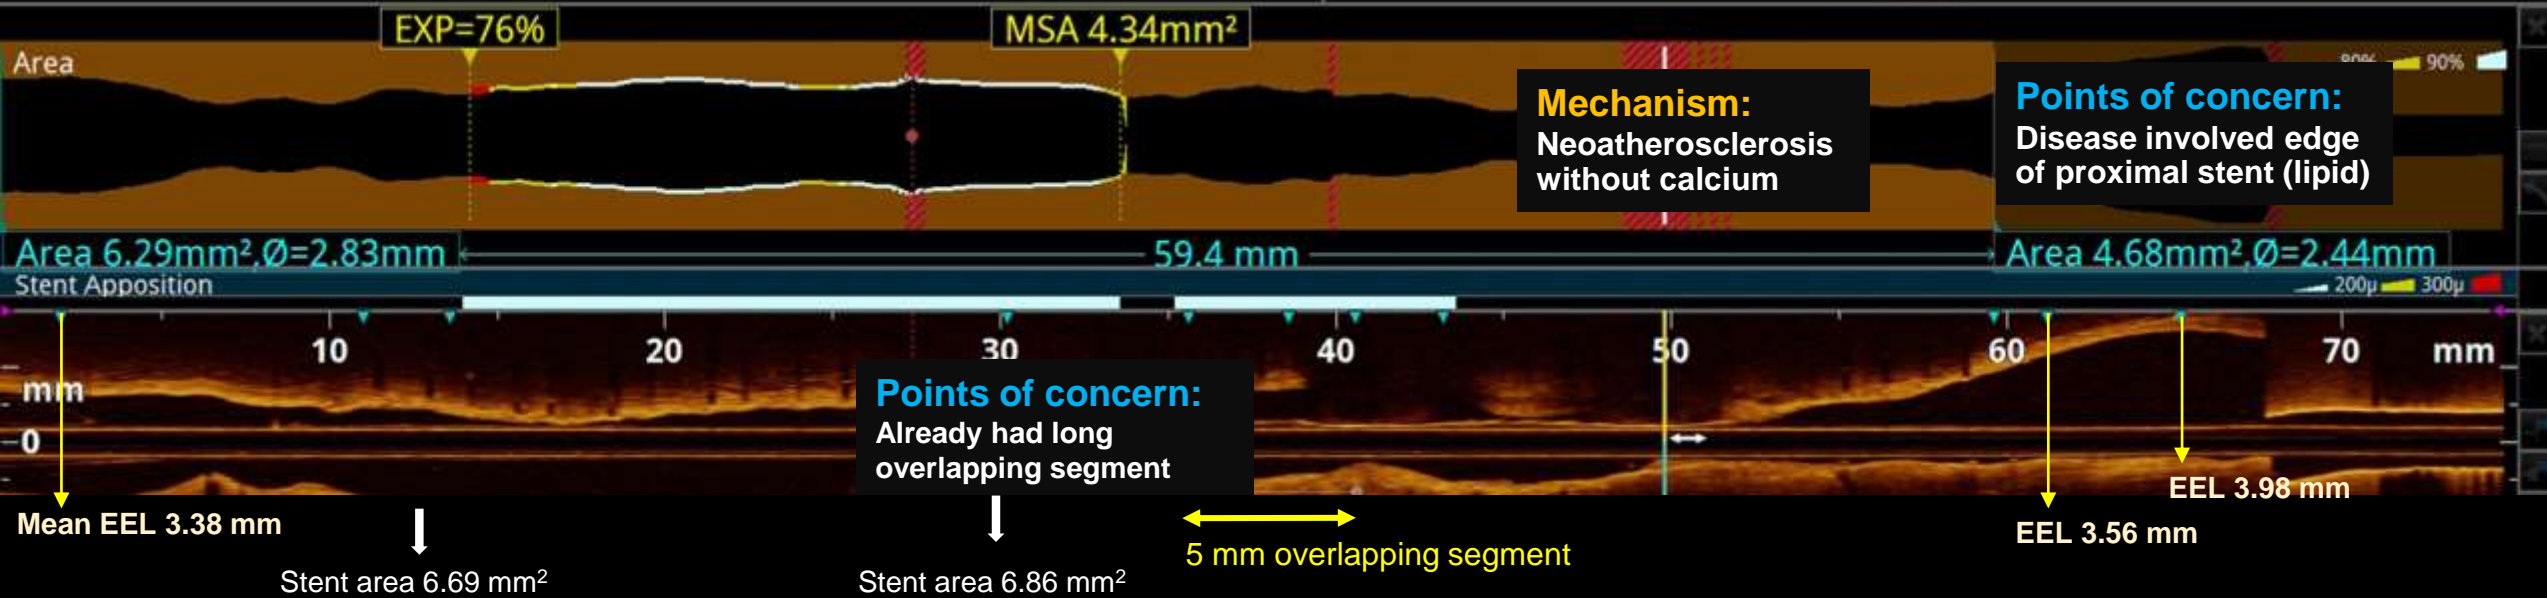 EXP=76%
MSA 4.34mm²
Area
80% 90%
Mechanism:
Neoatherosclerosis
without calcium
Points of concern:
Disease involved edge
of proximal stent (lipid)
Area 6.29mm²,Ø=2.83mm
59.4 mm
Area 4.68mm²,Ø=2.44mm
Stent Apposition
200µ 300µ
10 20 30 40 50 60 70 mm
mm
0
Points of concern:
Already had long
overlapping segment
Mean EEL 3.38 mm
EEL 3.98 mm
EEL 3.56 mm
5 mm overlapping segment
Stent area 6.69 mm²
Stent area 6.86 mm²